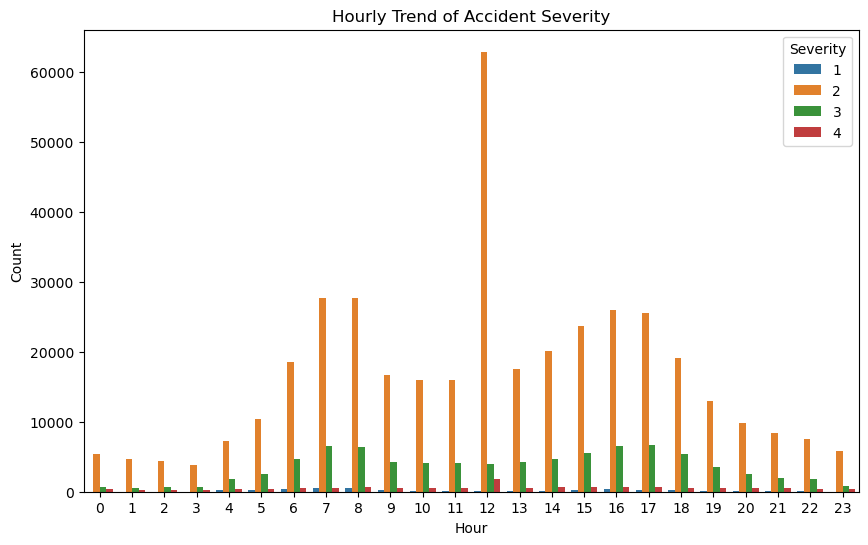 Hourly Trend of Accident Severity
Severity
1
2
3
4
60000
50000
40000
30000
20000
10000
0
Count
0 1 2 3 4 5 6 7 8 9 10 11 12 13 14 15 16 17 18 19 20 21 22 23
Hour